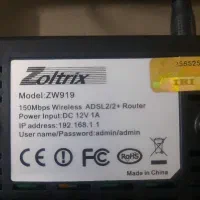 Zoltrix
Model:ZW919
150Mbps Wireless ADSL2/2+ Router
Power Input:DC 12V 1A
IP address:192.168.1.1
User name/Password:admin/admin
Made in China